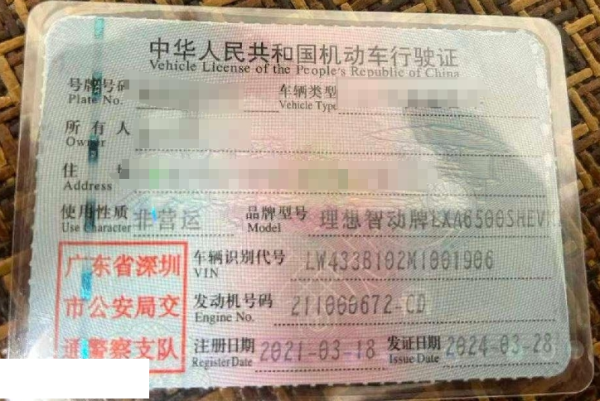 中华人民共和国机动车行驶证
Vehicle License of the People's Republic of China
号牌号码 车辆类型
Plate No. Vehicle Type
所有人
Owner
住
Address
使用性质 非营运 品牌型号 理想智动牌LXA6500SHEVM
Use Character Model
广东省深圳 车辆识别代号 LW433B102M1001906
VIN
市公安局交 发动机号码 211060672-CD
Engine No.
通警察支队 注册日期 2021-03-18 发证日期 2024-03-28
Register Date Issue Date